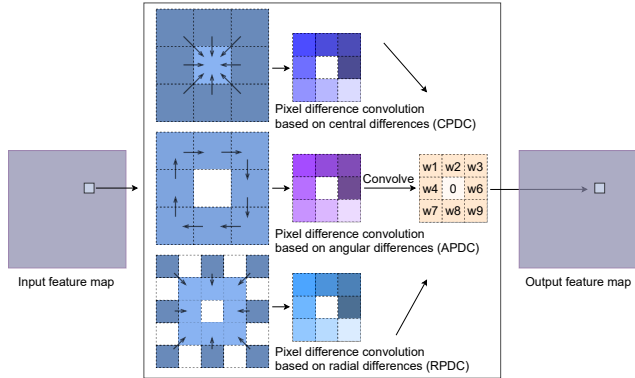 Pixel difference convolution
based on central differences (CPDC)
Input feature map
Pixel difference convolution
based on angular differences (APDC)
Convolve
w1 w2 w3
w4 0 w6
w7 w8 w9
Output feature map
Pixel difference convolution
based on radial differences (RPDC)